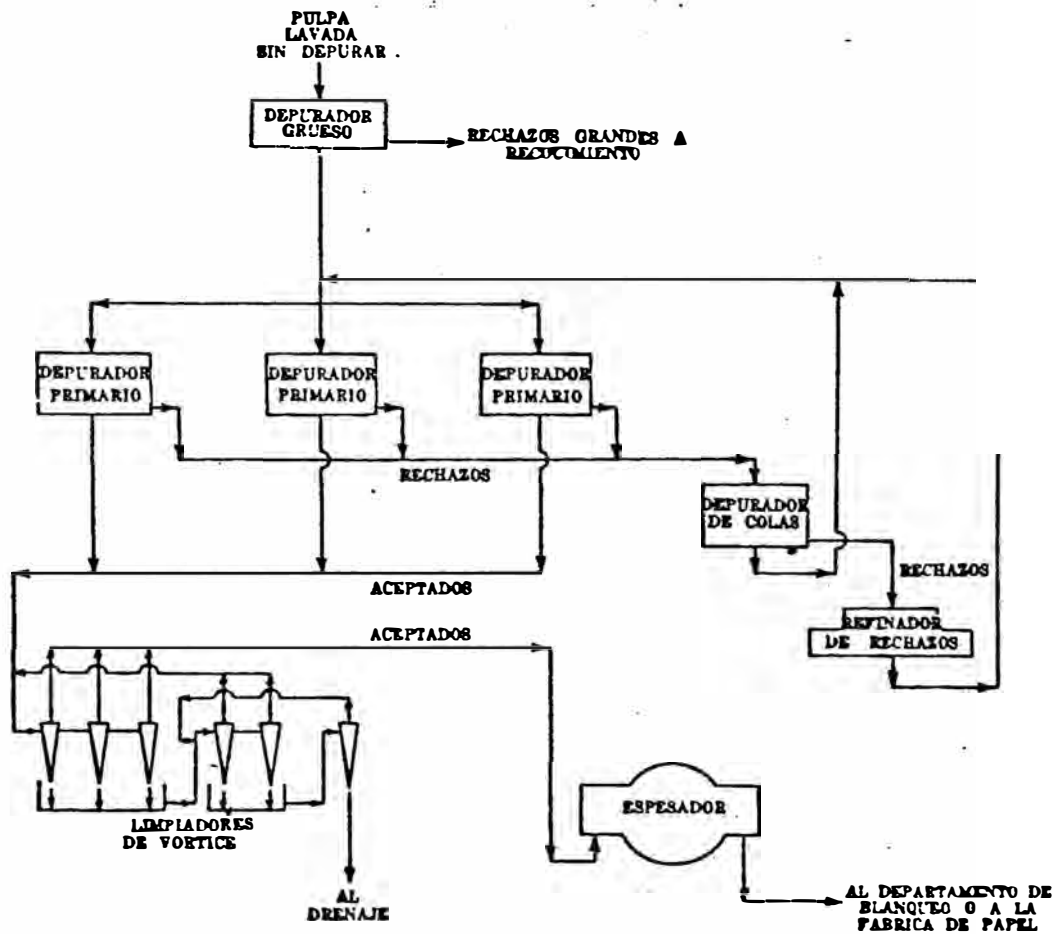 PULPA
LAVADA
SIN DEPURAR
DEPURADOR
GRUESO
RECHAZOS GRANDES A
RECOCIMIENTO
DEPURADOR
PRIMARIO
DEPURADOR
PRIMARIO
DEPURADOR
PRIMARIO
RECHAZOS
DEPURADOR
DE COLAS
RECHAZOS
ACEPTADOS
REFINADOR
DE RECHAZOS
ACEPTADOS
ESPESADOR
LIMPIADORES
DE VORTICE
AL
DRENAJE
AL DEPARTAMENTO DE
BLANQUEO O A LA
FABRICA DE PAPEL